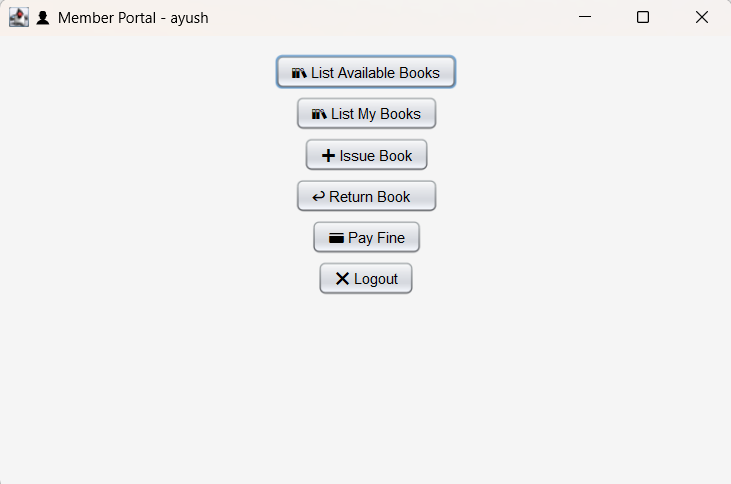 Member Portal - ayush
List Available Books
List My Books
Issue Book
Return Book
Pay Fine
Logout